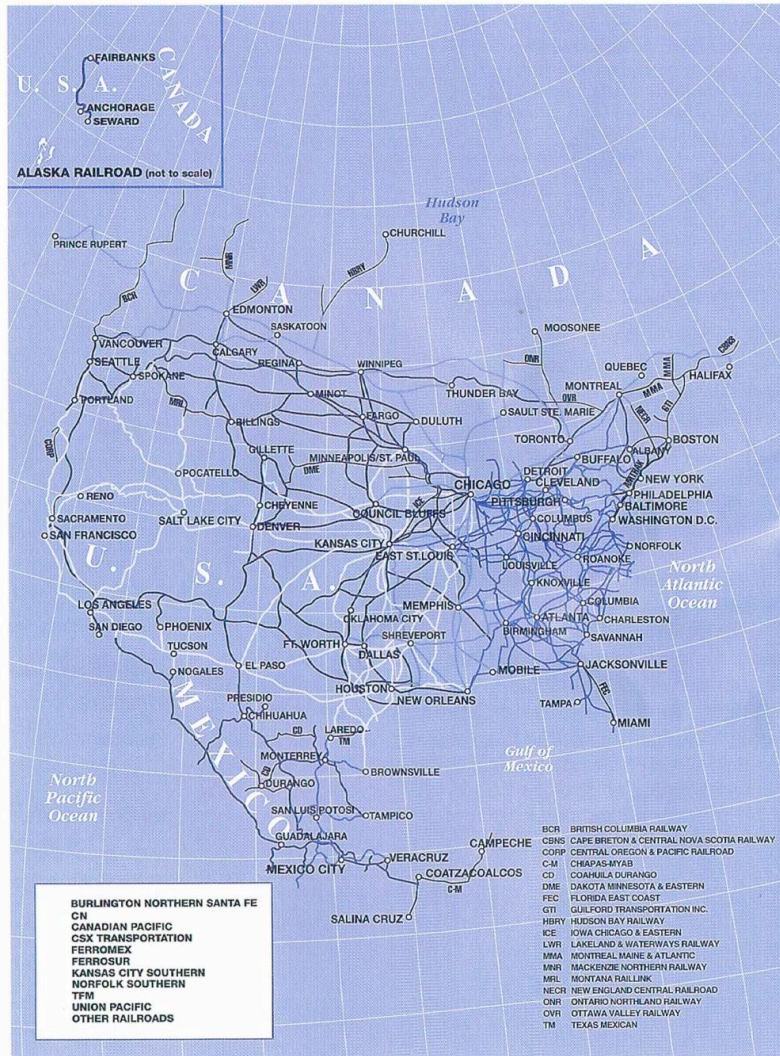 FAIRBANKS
U. S. A.
CANADA
ANCHORAGE
SEWARD
ALASKA RAILROAD (not to scale)
Hudson
Bay
PRINCE RUPERT
CHURCHILL
MNR
HBRY
LWR
BCR
CANADA
EDMONTON
SASKATOON
MOOSONEE
CBNS
VANCOUVER
CALGARY
REGINA
WINNIPEG
ONR
QUEBEC
MMA
HALIFAX
SEATTLE
SPOKANE
MINOT
THUNDER BAY
OVR
MONTREAL
MMA
GTI
PORTLAND
MRL
BILLINGS
FARGO
DULUTH
SAULT STE. MARIE
TORONTO
NECR
BOSTON
CORP
GILLETTE
MINNEAPOLIS/ST. PAUL
BUFFALO
ALBANY
POCATELLO
DME
DETROIT
AMTRAK
NEW YORK
CHICAGO
CLEVELAND
RENO
CHEYENNE
COUNCIL BLUFFS
ICE
PITTSBURGH
PHILADELPHIA
BALTIMORE
SACRAMENTO
SALT LAKE CITY
DENVER
COLUMBUS
WASHINGTON D.C.
SAN FRANCISCO
KANSAS CITY
EAST ST.LOUIS
CINCINNATI
NORFOLK
U. S. A.
LOUISVILLE
ROANOKE
North
Atlantic
Ocean
KNOXVILLE
LOS ANGELES
OKLAHOMA CITY
MEMPHIS
COLUMBIA
SAN DIEGO
PHOENIX
ATLANTA
CHARLESTON
BIRMINGHAM
TUCSON
FT. WORTH
DALLAS
SHREVEPORT
SAVANNAH
NOGALES
EL PASO
MOBILE
JACKSONVILLE
HOUSTON
NEW ORLEANS
FEC
PRESIDIO
TAMPA
CHIHUAHUA
MIAMI
MEXICO
CD
LAREDO
TM
MONTERREY
Gulf of
Mexico
CD
BROWNSVILLE
North
Pacific
Ocean
DURANGO
SAN LUIS POTOSI
TAMPICO
GUADALAJARA
CAMPECHE
MEXICO CITY
VERACRUZ
COATZACOALCOS
C-M
SALINA CRUZ
BURLINGTON NORTHERN SANTA FE
CN
CANADIAN PACIFIC
CSX TRANSPORTATION
FERROMEX
FERROSUR
KANSAS CITY SOUTHERN
NORFOLK SOUTHERN
TFM
UNION PACIFIC
OTHER RAILROADS
BCR BRITISH COLUMBIA RAILWAY
CBNS CAPE BRETON & CENTRAL NOVA SCOTIA RAILWAY
CORP CENTRAL OREGON & PACIFIC RAILROAD
C-M CHIAPAS-MYAB
CD COAHUILA DURANGO
DME DAKOTA MINNESOTA & EASTERN
FEC FLORIDA EAST COAST
GTI GUILFORD TRANSPORTATION INC.
HBRY HUDSON BAY RAILWAY
ICE IOWA CHICAGO & EASTERN
LWR LAKELAND & WATERWAYS RAILWAY
MMA MONTREAL MAINE & ATLANTIC
MNR MACKENZIE NORTHERN RAILWAY
MRL MONTANA RAILLINK
NECR NEW ENGLAND CENTRAL RAILROAD
ONR ONTARIO NORTHLAND RAILWAY
OVR OTTAWA VALLEY RAILWAY
TM TEXAS MEXICAN